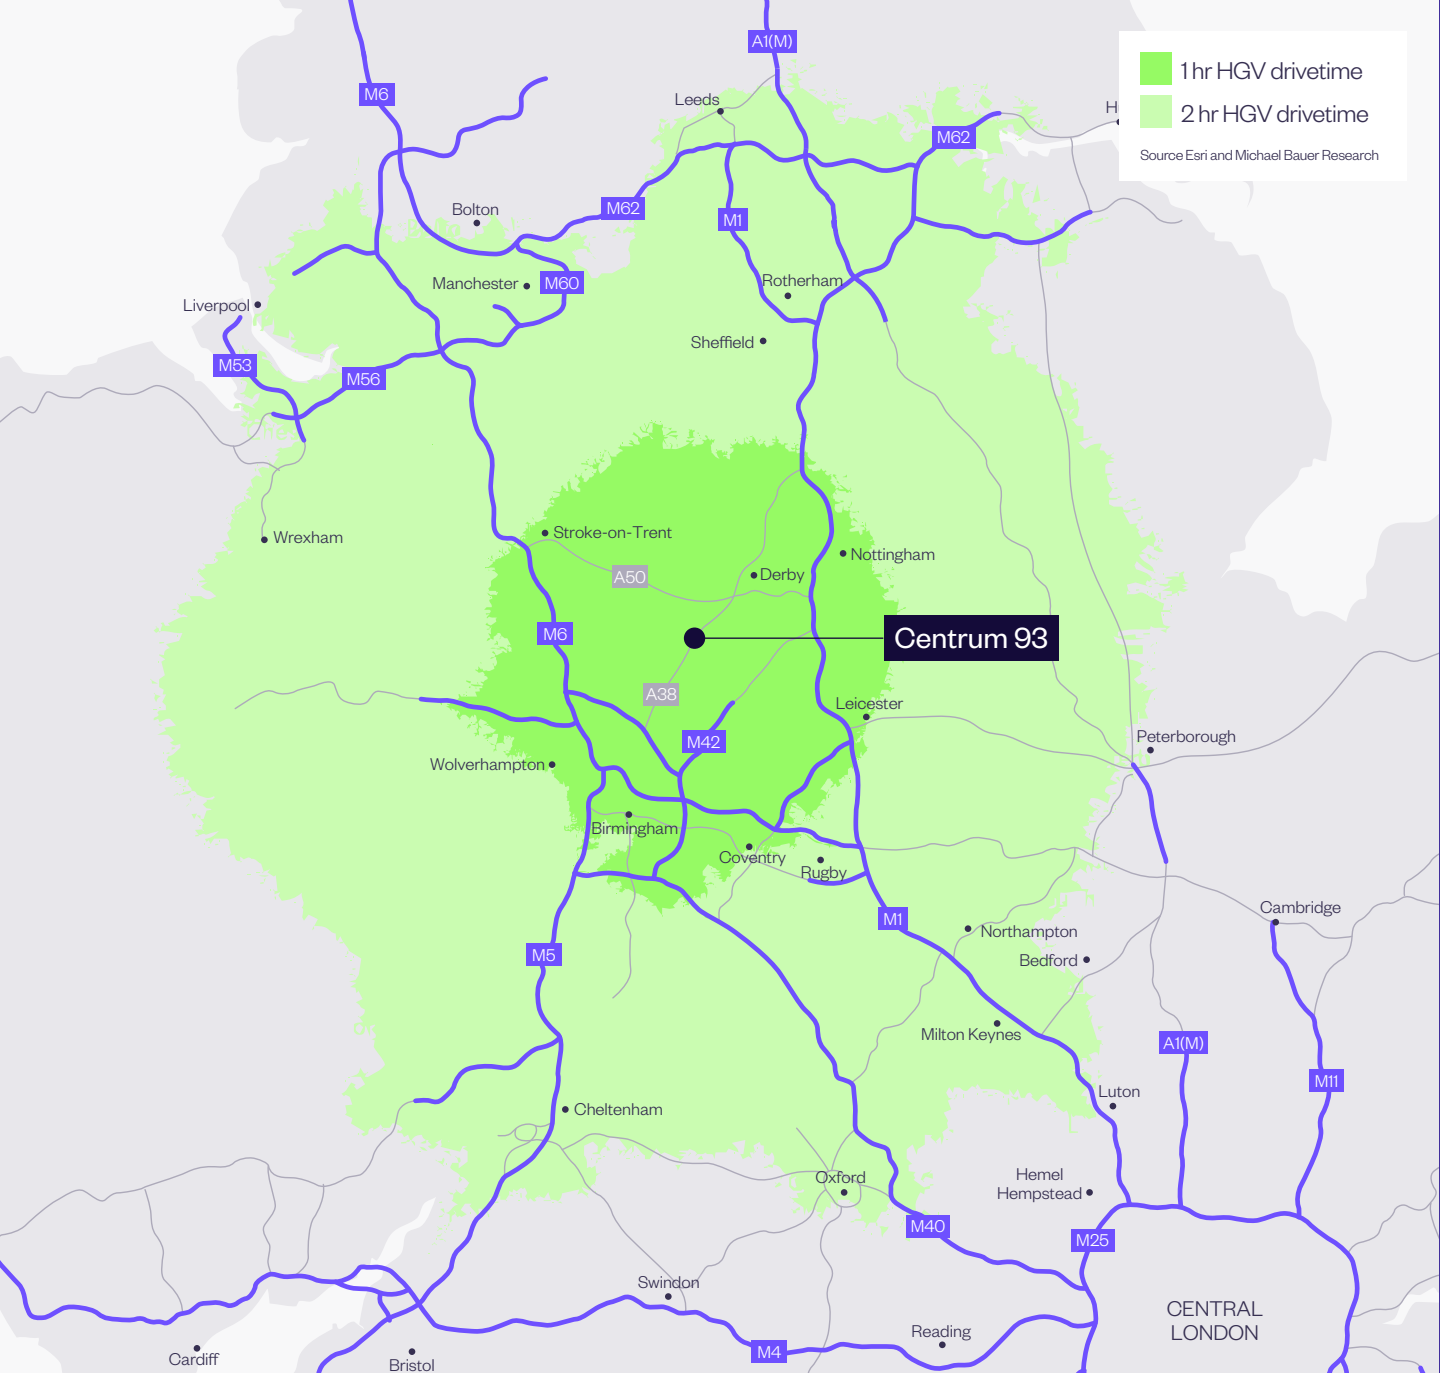 A1(M)
1 hr HGV drivetime
2 hr HGV drivetime
Source Esri and Michael Bauer Research
M6
Leeds
H
M62
Bolton
M62
M1
Manchester
M60
Rotherham
Liverpool
Sheffield
M53
M56
Wrexham
Stroke-on-Trent
Nottingham
A50
Derby
M6
Centrum 93
A38
Leicester
M42
Peterborough
Wolverhampton
Birmingham
Coventry
Rugby
M1
Cambridge
Northampton
M5
Bedford
Milton Keynes
A1(M)
M11
Luton
Cheltenham
Oxford
Hemel
Hempstead
M40
M25
Swindon
CENTRAL
LONDON
Reading
M4
Cardiff
Bristol